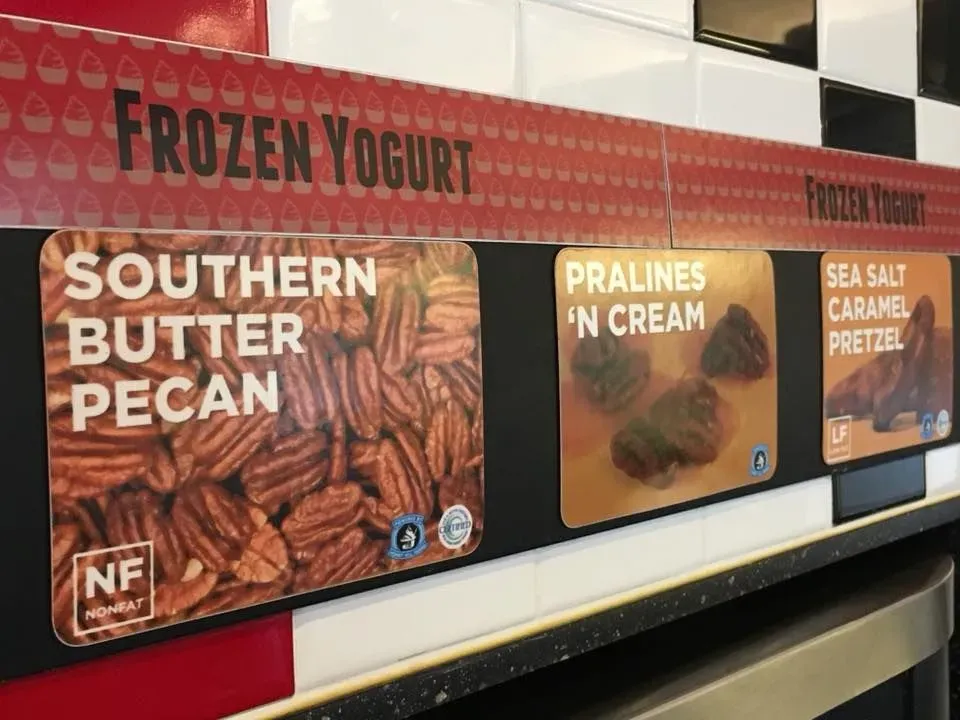 FROZEN YOGURT
FROZEN YOGURT
SOUTHERN
BUTTER
PECAN
NF
NONFAT
CERTIFIED
PRALINES
'N CREAM
SEA SALT
CARAMEL
PRETZEL
LF